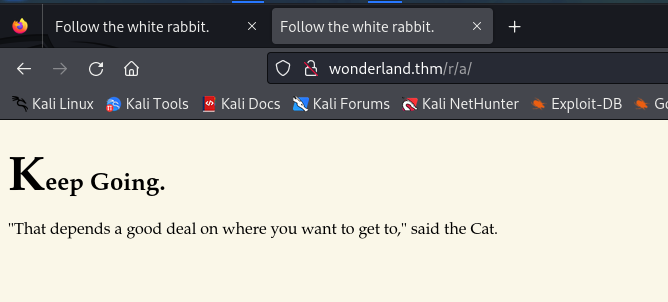 Follow the white rabbit.
Follow the white rabbit.
wonderland.thm/r/a/
Kali Linux Kali Tools Kali Docs Kali Forums Kali NetHunter Exploit-DB Go
Keep Going.
"That depends a good deal on where you want to get to," said the Cat.